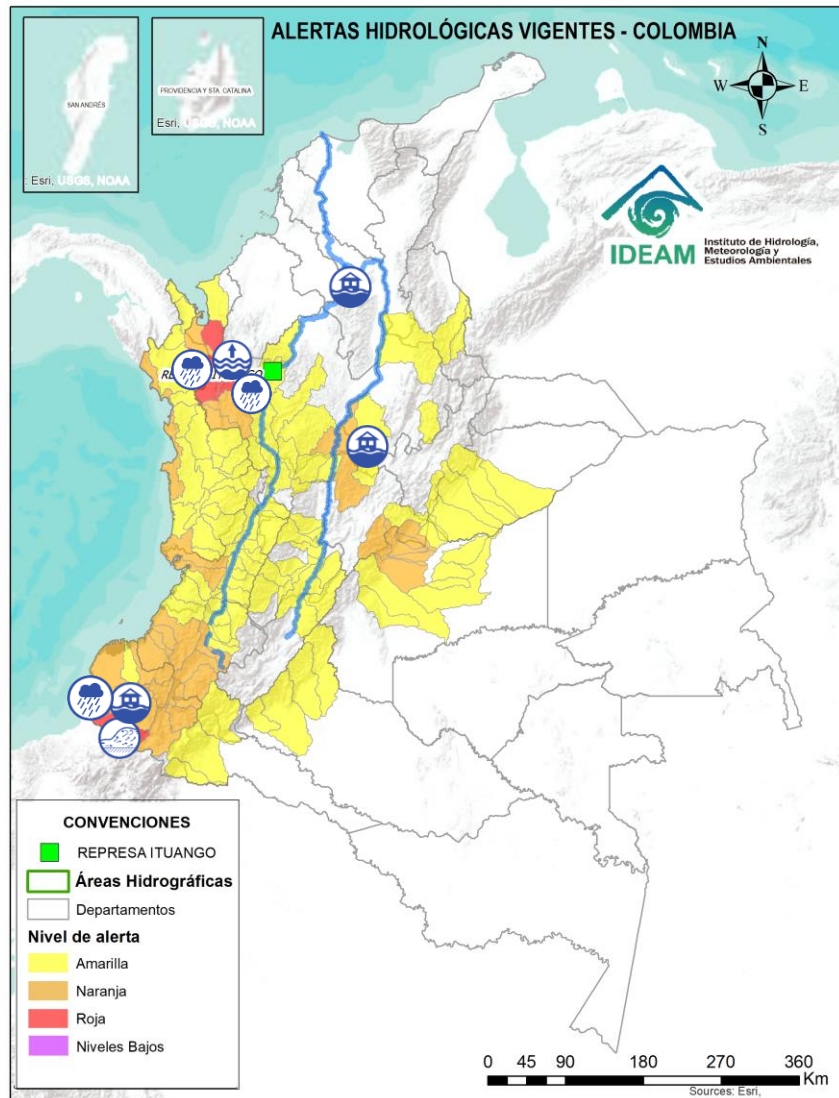 ALERTAS HIDROLÓGICAS VIGENTES - COLOMBIA
SAN ANDRÉS
Esri, USGS, NOAA
PROVIDENCIA Y STA. CATALINA
Esri, USGS, NOAA
N
W
E
S
IDEAM
Instituto de Hidrología,
Meteorología y
Estudios Ambientales
CONVENCIONES
REPRESA ITUANGO
Áreas Hidrográficas
Departamentos
Nivel de alerta
Amarilla
Naranja
Roja
Niveles Bajos
0 45 90 180 270 360
Km
Sources: Esri,